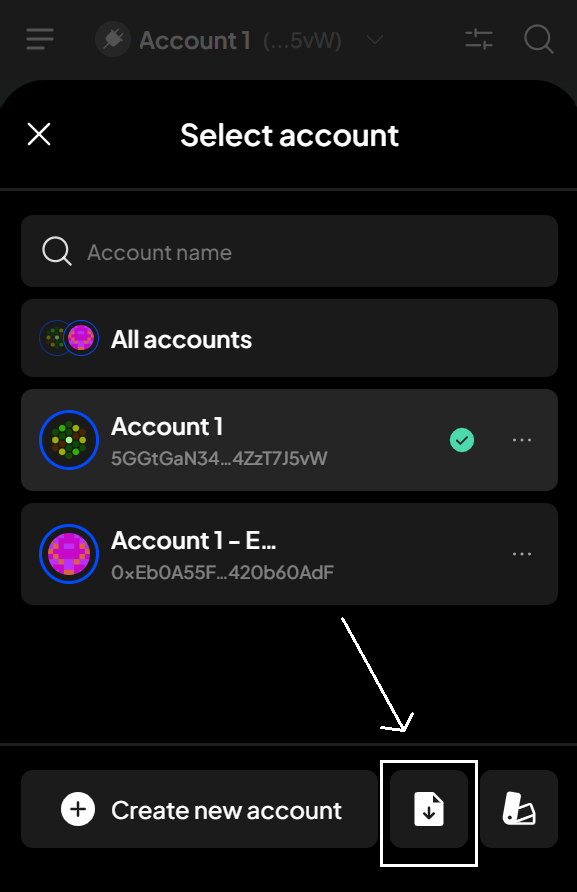 Account 1 (...5vW)
Select account
Account name
All accounts
Account 1
5GGtGaN34...4ZzT7J5vW
Account 1 - E...
0xEb0A55F...420b60AdF
Create new account